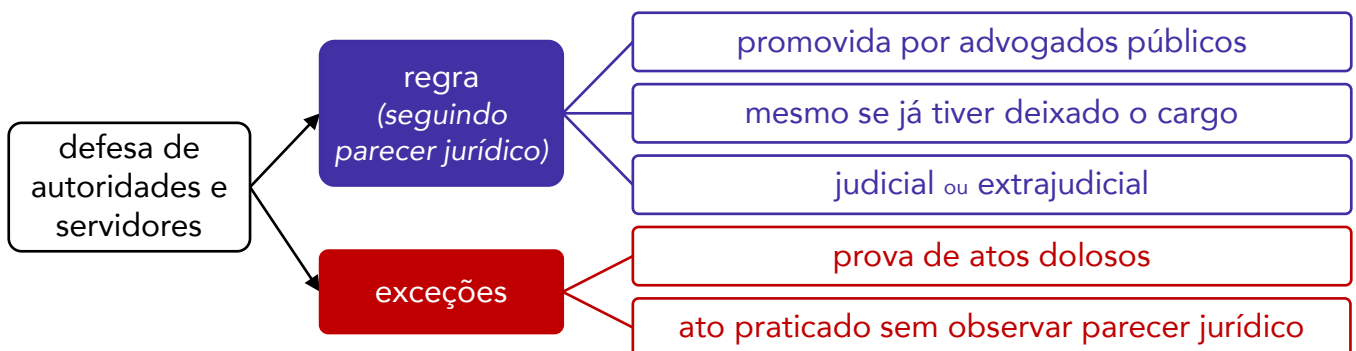 defesa de
autoridades e
servidores
regra
(seguindo
parecer jurídico)
promovida por advogados públicos
mesmo se já tiver deixado o cargo
judicial ou extrajudicial
exceções
prova de atos dolosos
ato praticado sem observar parecer jurídico